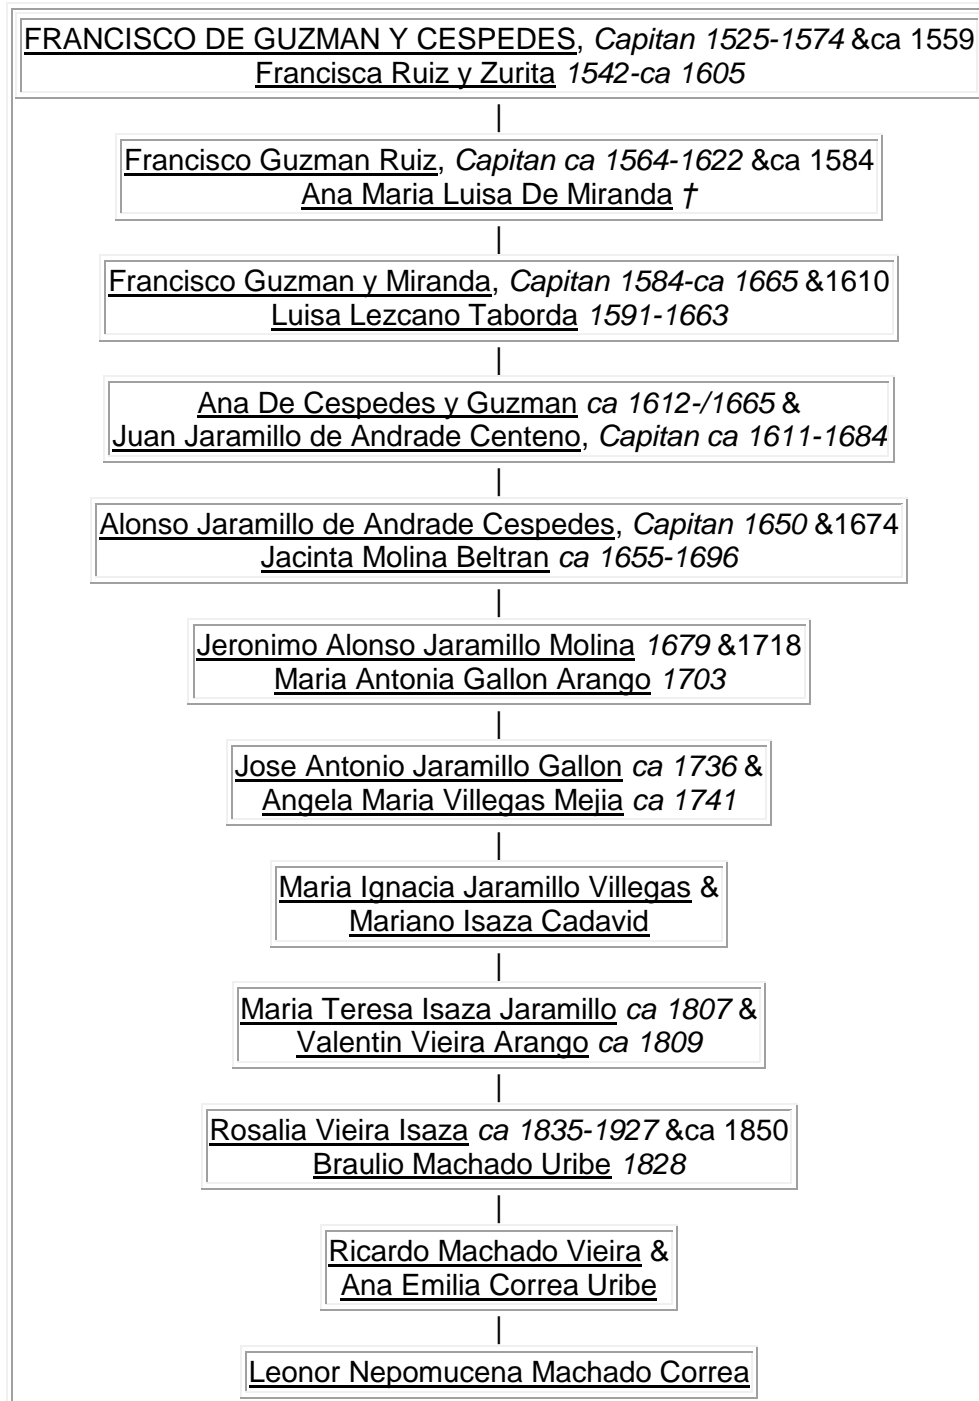 FRANCISCO DE GUZMAN Y CESPEDES, Capitan 1525-1574 &ca 1559
Francisca Ruiz y Zurita 1542-ca 1605
Francisco Guzman Ruiz, Capitan ca 1564-1622 &ca 1584
Ana Maria Luisa De Miranda †
Francisco Guzman y Miranda, Capitan 1584-ca 1665 &1610
Luisa Lezcano Taborda 1591-1663
Ana De Cespedes y Guzman ca 1612-/1665 &
Juan Jaramillo de Andrade Centeno, Capitan ca 1611-1684
Alonso Jaramillo de Andrade Cespedes, Capitan 1650 &1674
Jacinta Molina Beltran ca 1655-1696
Jeronimo Alonso Jaramillo Molina 1679 &1718
Maria Antonia Gallon Arango 1703
Jose Antonio Jaramillo Gallon ca 1736 &
Angela Maria Villegas Mejia ca 1741
Maria Ignacia Jaramillo Villegas &
Mariano Isaza Cadavid
Maria Teresa Isaza Jaramillo ca 1807 &
Valentin Vieira Arango ca 1809
Rosalia Vieira Isaza ca 1835-1927 &ca 1850
Braulio Machado Uribe 1828
Ricardo Machado Vieira &
Ana Emilia Correa Uribe
Leonor Nepomucena Machado Correa